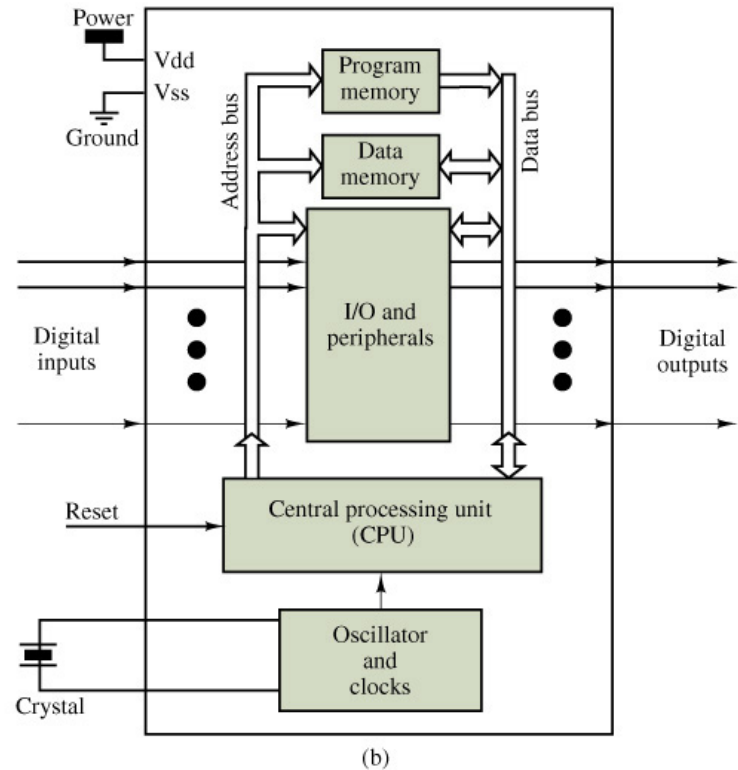 Power
Vdd
Vss
Ground
Address bus
Program
memory
Data
memory
Data bus
I/O and
peripherals
Digital
inputs
Digital
outputs
Reset
Central processing unit
(CPU)
Oscillator
and
clocks
Crystal
(b)